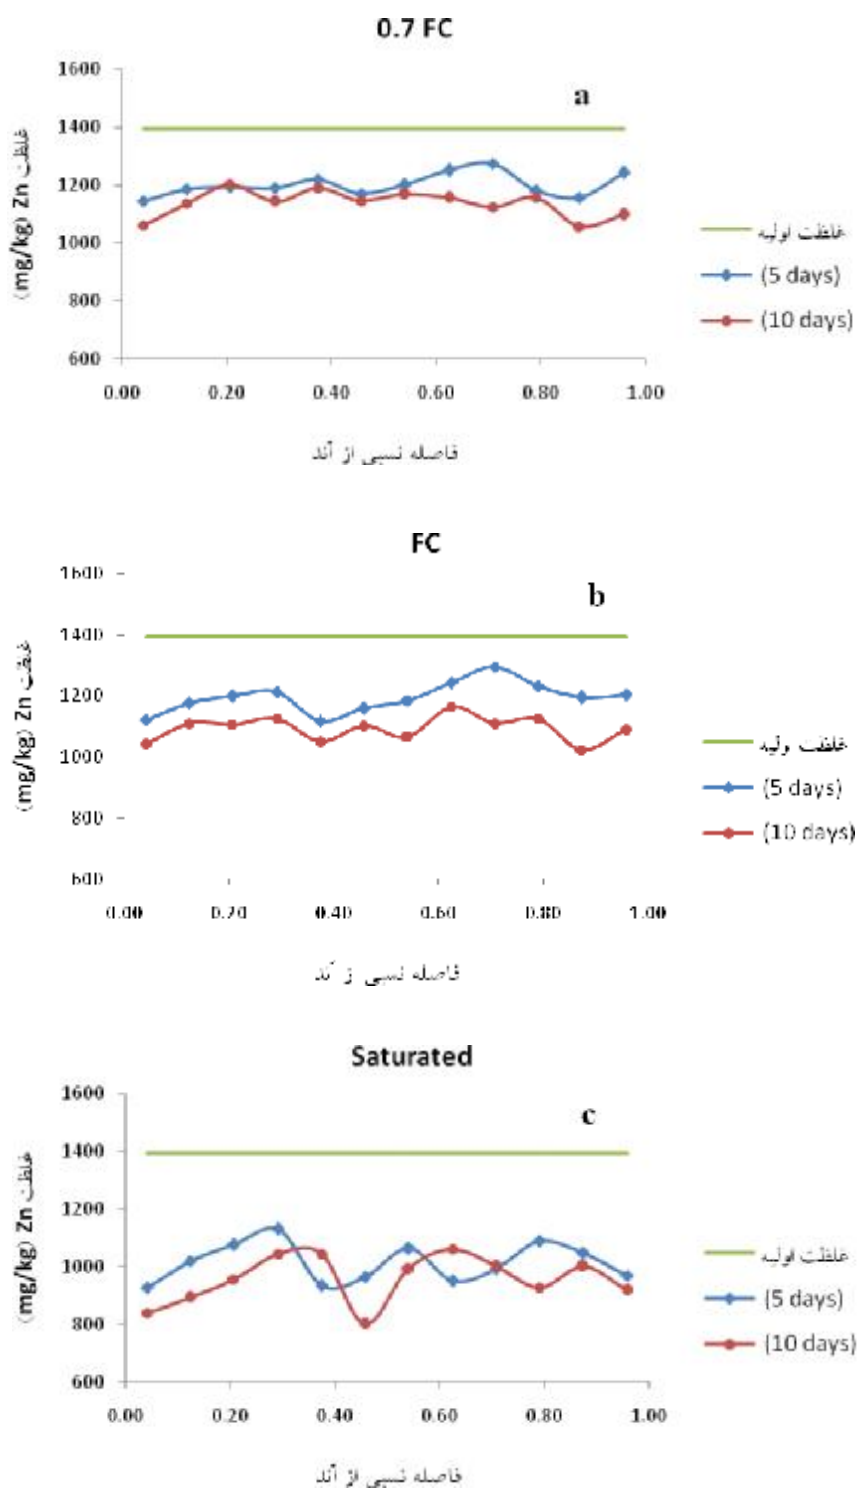 0.7 FC
1600
1400
1200
1000
800
600
a
غلظت Zn (mg/kg)
0.00 0.20 0.40 0.60 0.80 1.00
فاصله نسبی از آند
غلظت اولیه
(5 days)
(10 days)
FC
1600
1400
1200
1000
800
600
b
غلظت Zn (mg/kg)
0.00 0.20 0.40 0.60 0.80 1.00
فاصله نسبی از آند
غلظت اولیه
(5 days)
(10 days)
Saturated
1600
1400
1200
1000
800
600
c
غلظت Zn (mg/kg)
0.00 0.20 0.40 0.60 0.80 1.00
فاصله نسبی از آند
غلظت اولیه
(5 days)
(10 days)